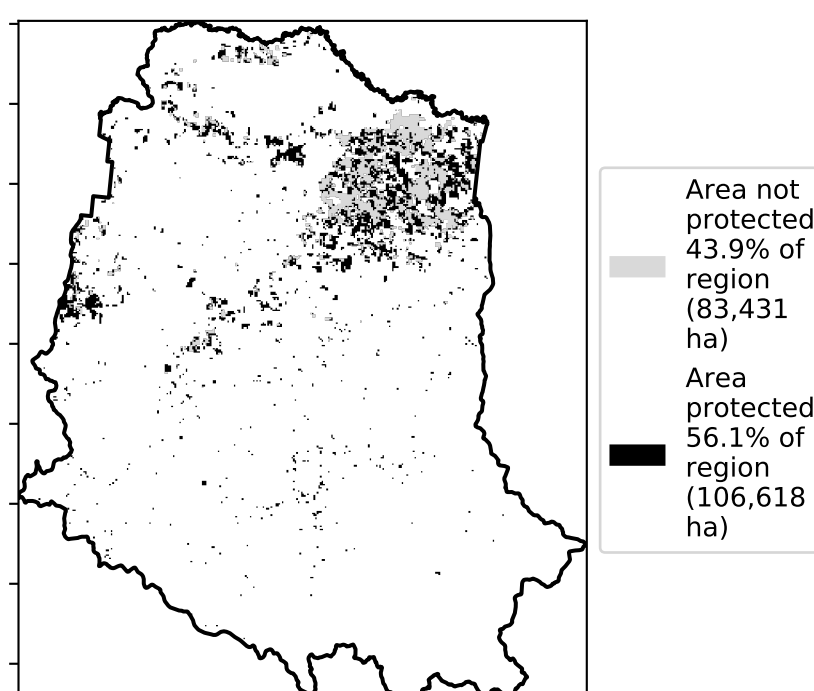 Area not
protected
43.9% of
region
(83,431
ha)
Area
protected
56.1% of
region
(106,618
ha)